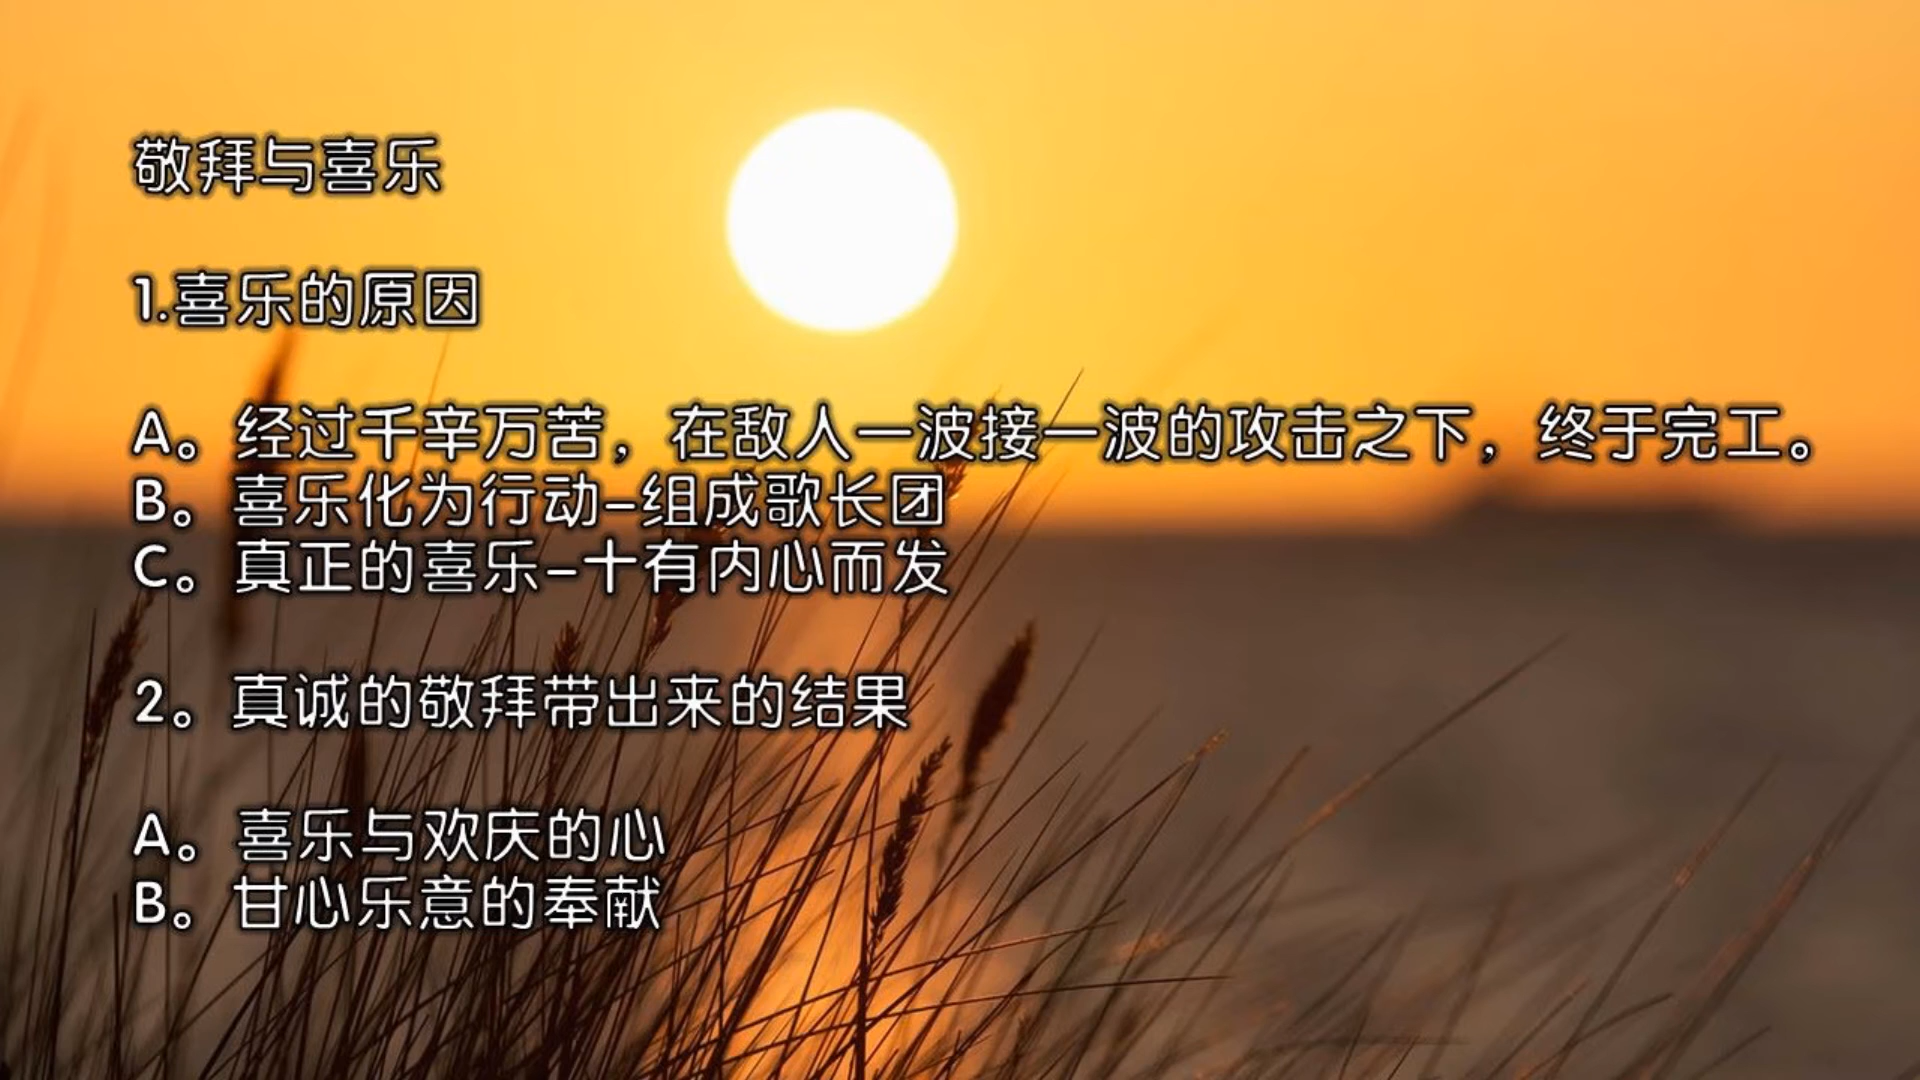 敬拜与喜乐
1.喜乐的原因
A。经过千辛万苦，在敌人一波接一波的攻击之下，终于完工。
B。喜乐化为行动-组成歌长团
C。真正的喜乐-十有内心而发
2。真诚的敬拜带出来的结果
A。喜乐与欢庆的心
B。甘心乐意的奉献